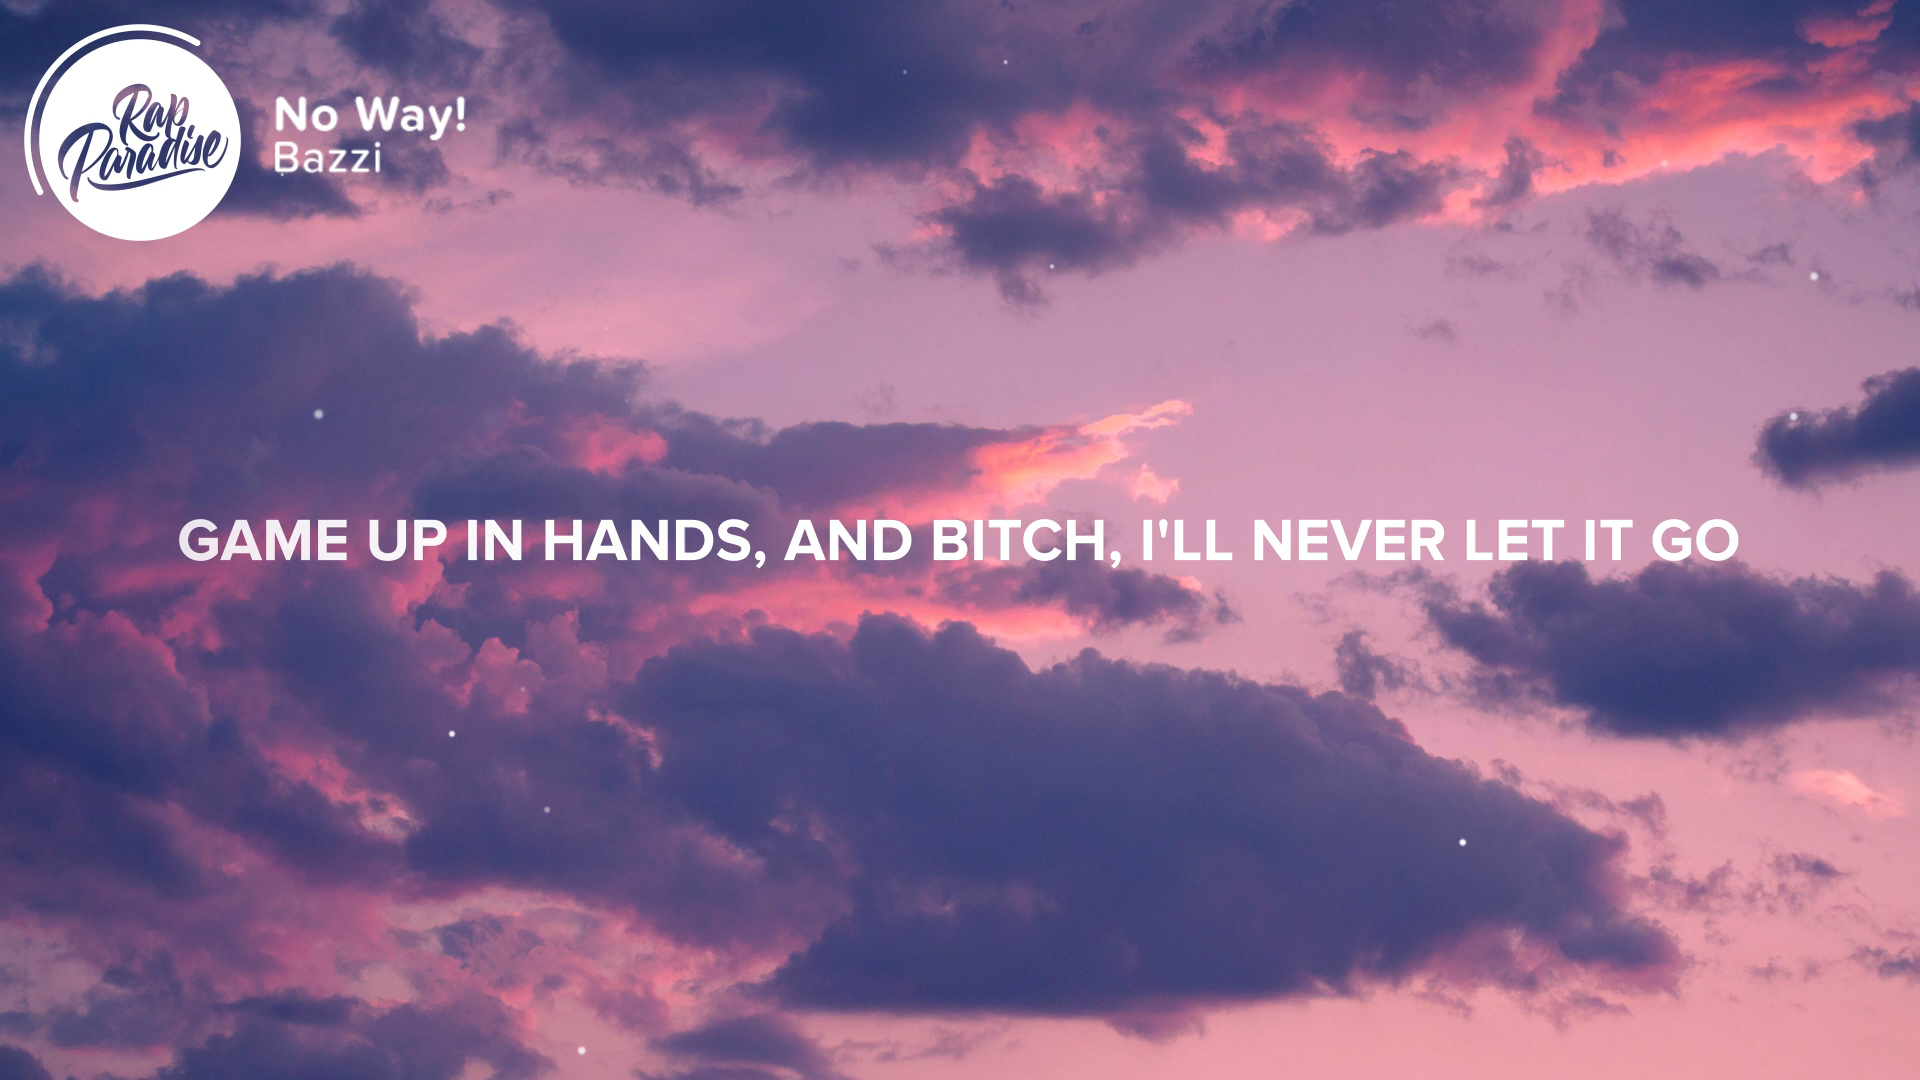 Rap
Paradise
No Way!
Bazzi
GAME UP IN HANDS, AND BITCH, I'LL NEVER LET IT GO